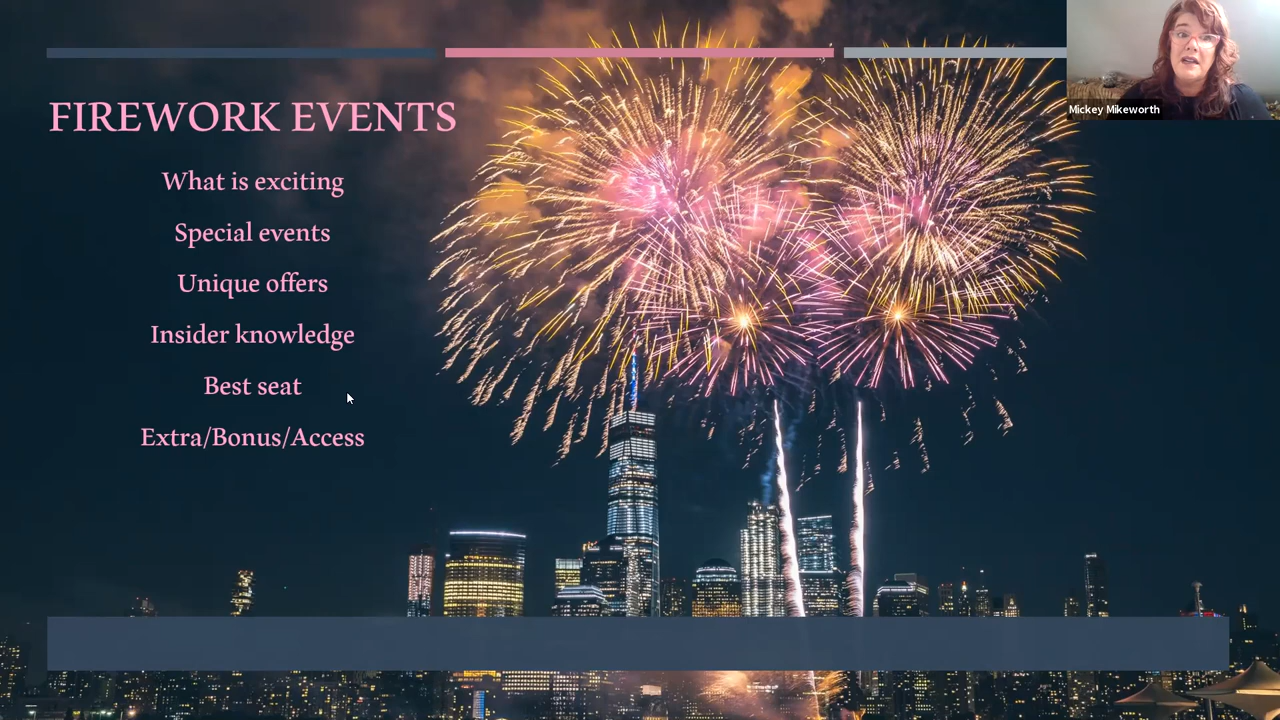 Mickey Mikeworth
FIREWORK EVENTS
What is exciting
Special events
Unique offers
Insider knowledge
Best seat
Extra/Bonus/Access